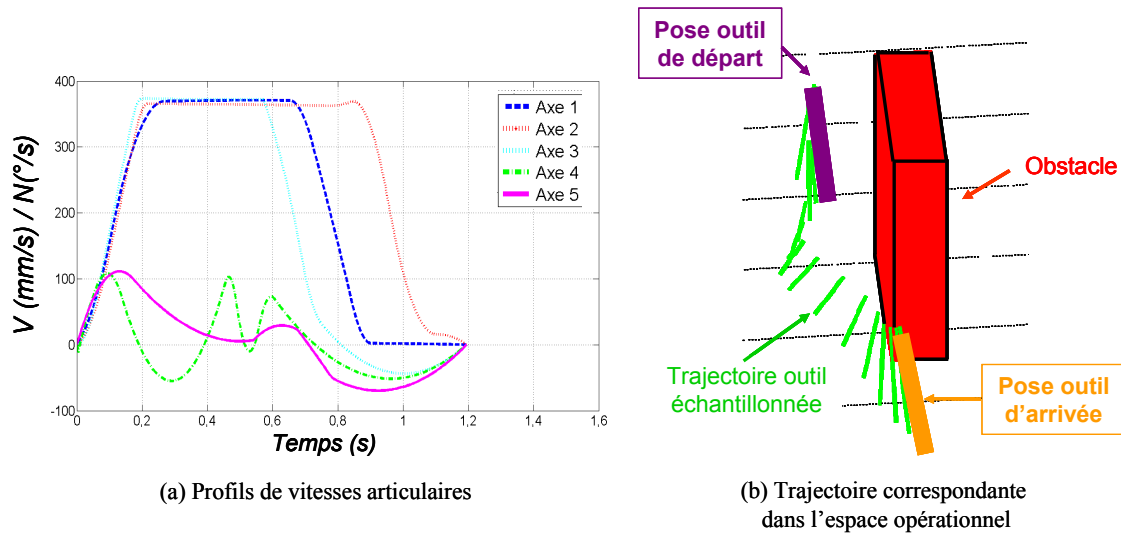 V (mm/s) / N(°/s)
400
300
200
100
0
-100
0
0,2
0,4
0,6
0,8
1
1,2
1,4
1,6
Temps (s)
Axe 1
Axe 2
Axe 3
Axe 4
Axe 5
(a) Profils de vitesses articulaires
Pose outil
de départ
Obstacle
Trajectoire outil
échantillonnée
Pose outil
d’arrivée
(b) Trajectoire correspondante
dans l’espace opérationnel